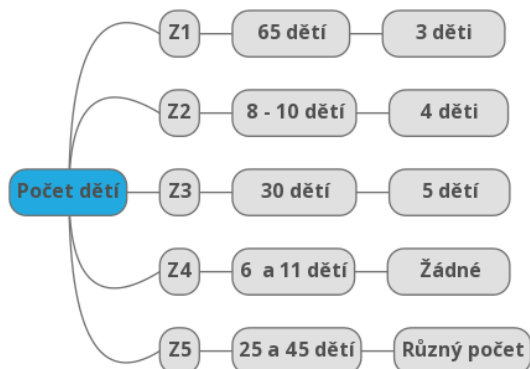 Počet dětí
Z1
65 dětí
3 děti
Z2
8 - 10 dětí
4 děti
Z3
30 dětí
5 dětí
Z4
6 a 11 dětí
Žádné
Z5
25 a 45 dětí
Různý počet